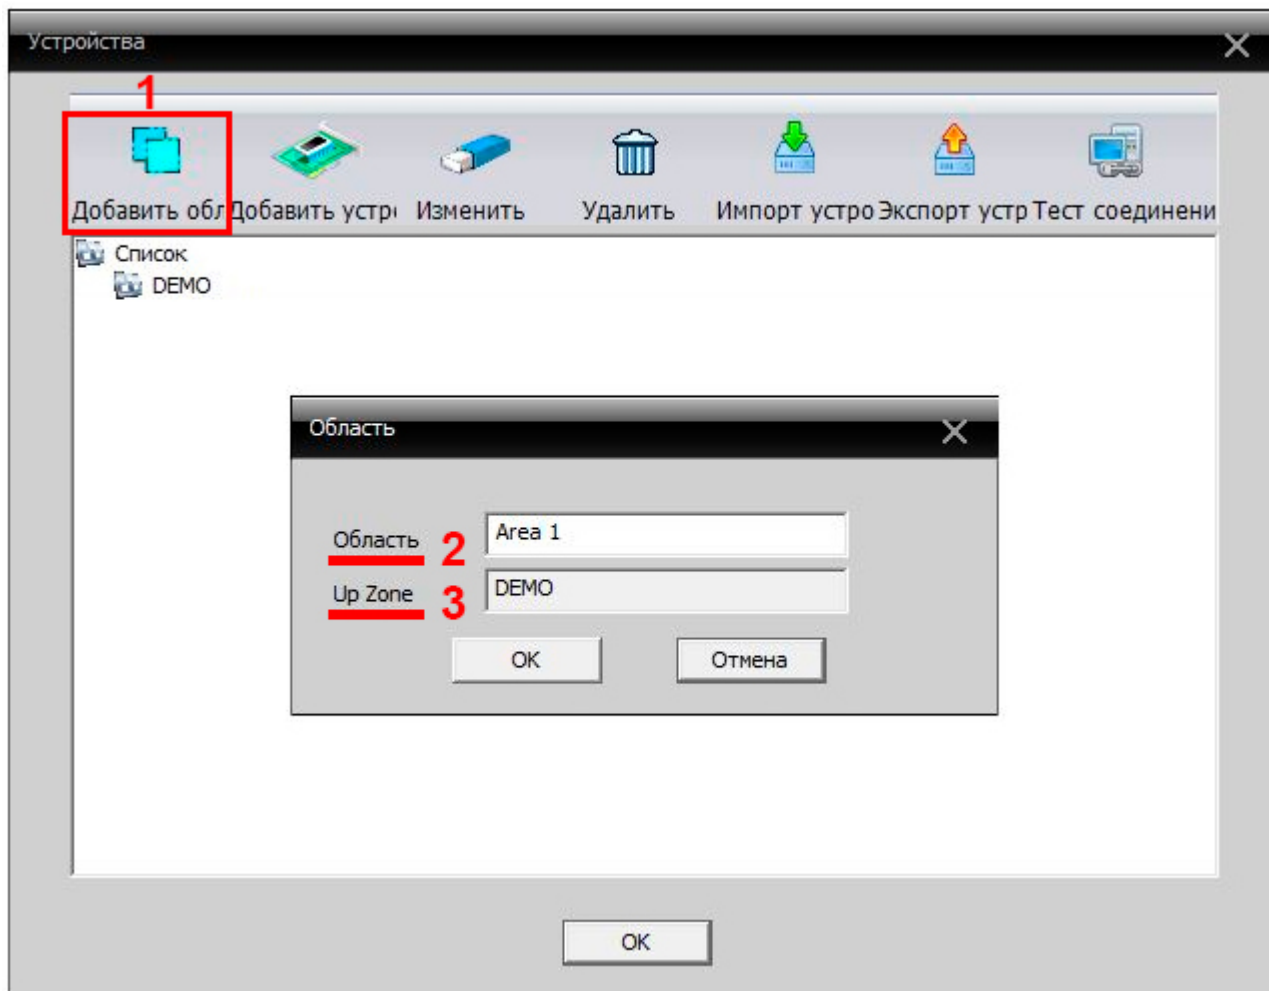 Устройства
1
Добавить обл Добавить устр Изменить Удалить Импорт устро Экспорт устр Тест соединени
Список
DEMO
Область
Область 2 Area 1
Up Zone 3 DEMO
OK Отмена
OK